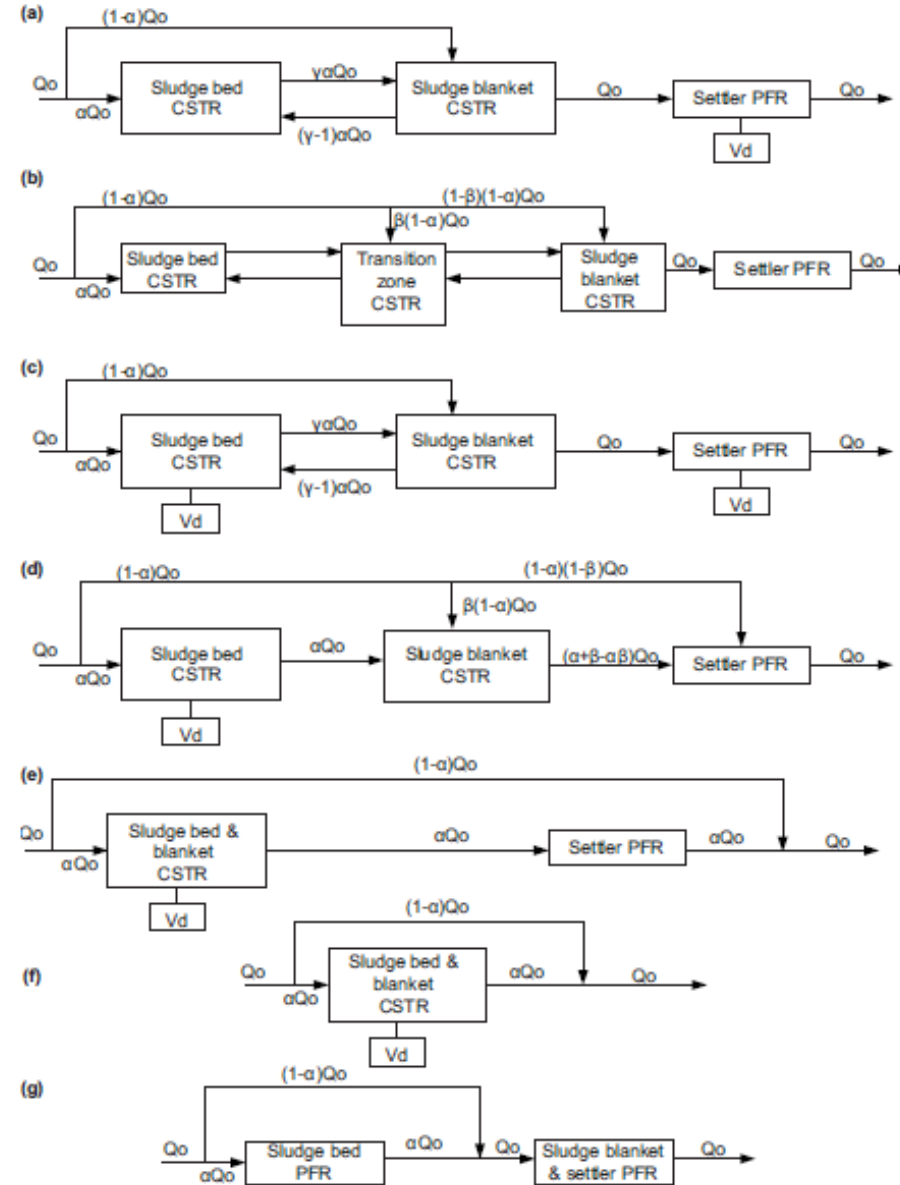 (a)
(1-α)Qo
Qo
αQo
Sludge bed
CSTR
γαQo
(γ-1)αQo
Sludge blanket
CSTR
Qo
Settler PFR
Qo
Vd
(b)
(1-α)Qo
(1-β)(1-α)Qo
β(1-α)Qo
Qo
αQo
Sludge bed
CSTR
Transition
zone
CSTR
Sludge
blanket
CSTR
Qo
Settler PFR
Qo
(c)
(1-α)Qo
Qo
αQo
Sludge bed
CSTR
γαQo
(γ-1)αQo
Sludge blanket
CSTR
Qo
Settler PFR
Qo
Vd
Vd
(d)
(1-α)Qo
(1-α)(1-β)Qo
β(1-α)Qo
Qo
αQo
Sludge bed
CSTR
αQo
Sludge blanket
CSTR
(α+β-αβ)Qo
Settler PFR
Qo
Vd
(e)
(1-α)Qo
Qo
αQo
Sludge bed &
blanket
CSTR
αQo
Settler PFR
αQo
Qo
Vd
(f)
(1-α)Qo
Qo
αQo
Sludge bed &
blanket
CSTR
αQo
Qo
Vd
(g)
(1-α)Qo
Qo
αQo
Sludge bed
PFR
αQo
Qo
Sludge blanket
& settler PFR
Qo